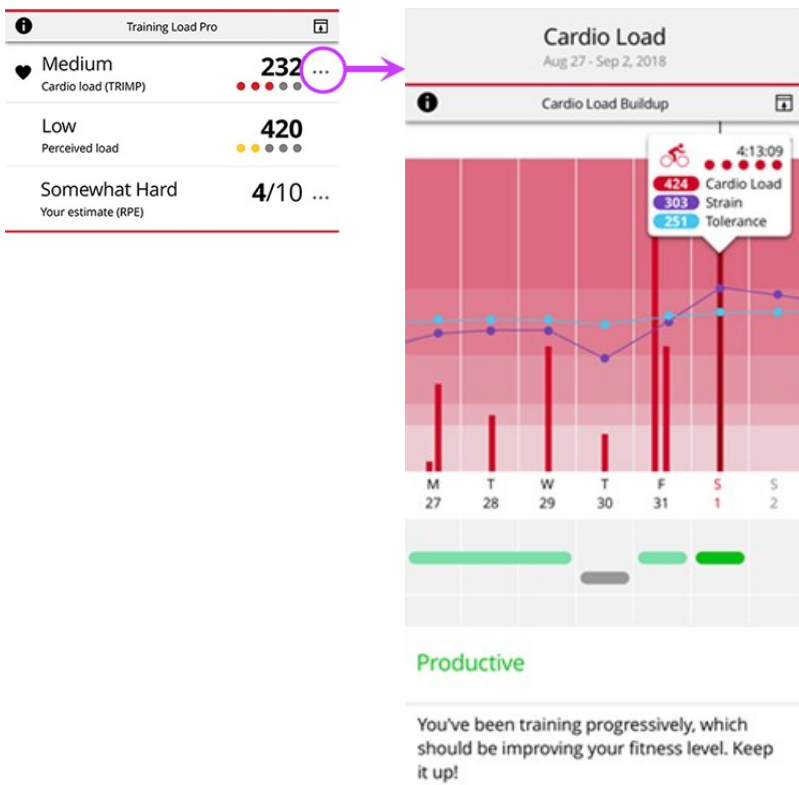 Training Load Pro
Medium
232
Cardio load (TRIMP)
Low
420
Perceived load
Somewhat Hard
4/10
Your estimate (RPE)
Cardio Load
Aug 27 - Sep 2, 2018
Cardio Load Buildup
4:13:09
424 Cardio Load
303 Strain
251 Tolerance
M T W T F S S
27 28 29 30 31 1 2
Productive
You've been training progressively, which
should be improving your fitness level. Keep
it up!